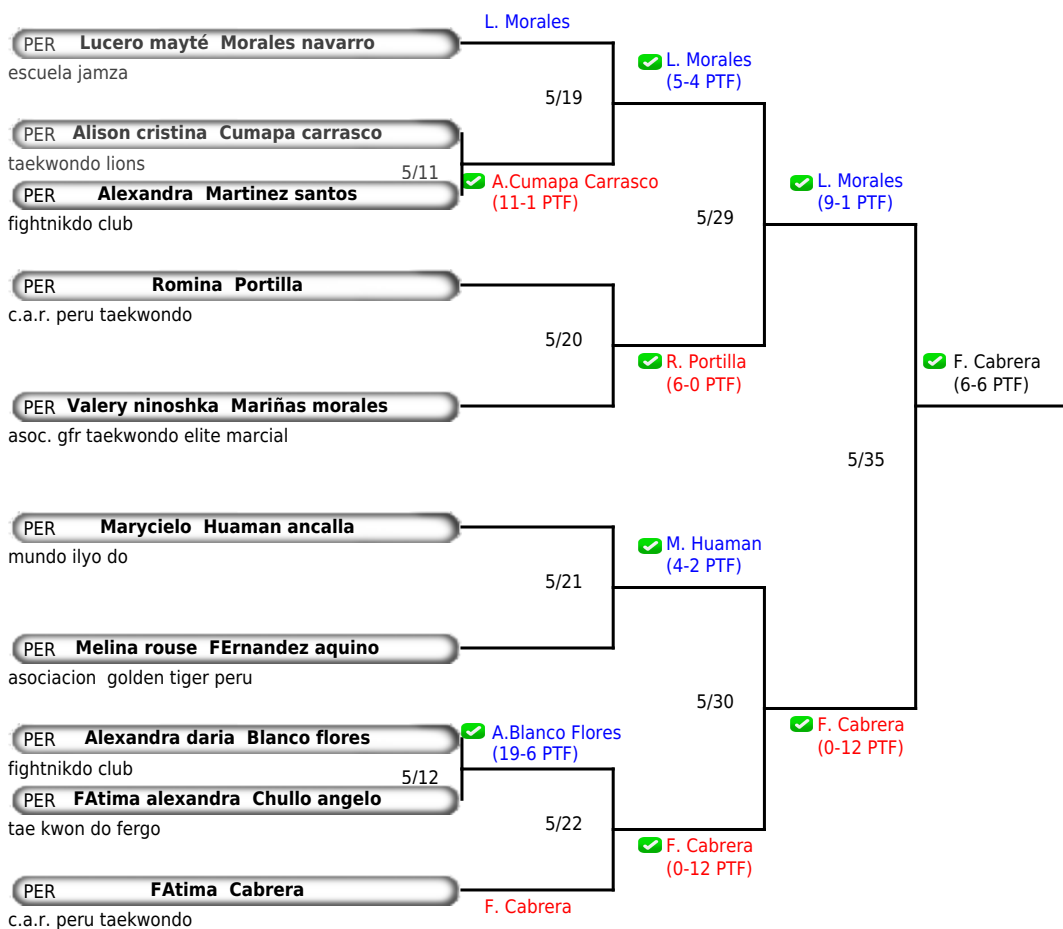 L. Morales
PER Lucero mayté Morales navarro
escuela jamza
L. Morales
(5-4 PTF)
5/19
PER Alison cristina Cumapa carrasco
taekwondo lions
5/11
A.Cumapa Carrasco
(11-1 PTF)
PER Alexandra Martinez santos
fightnikdo club
L. Morales
(9-1 PTF)
5/29
PER Romina Portilla
c.a.r. peru taekwondo
5/20
R. Portilla
(6-0 PTF)
F. Cabrera
(6-6 PTF)
PER Valery ninoshka Mariñas morales
asoc. gfr taekwondo elite marcial
5/35
PER Marycielo Huaman ancalla
mundo ilyo do
M. Huaman
(4-2 PTF)
5/21
PER Melina rouse FErnandez aquino
asociacion golden tiger peru
5/30
F. Cabrera
(0-12 PTF)
PER Alexandra daria Blanco flores
fightnikdo club
A.Blanco Flores
(19-6 PTF)
5/12
PER FAtima alexandra Chullo angelo
tae kwon do fergo
5/22
F. Cabrera
(0-12 PTF)
PER FAtima Cabrera
c.a.r. peru taekwondo
F. Cabrera